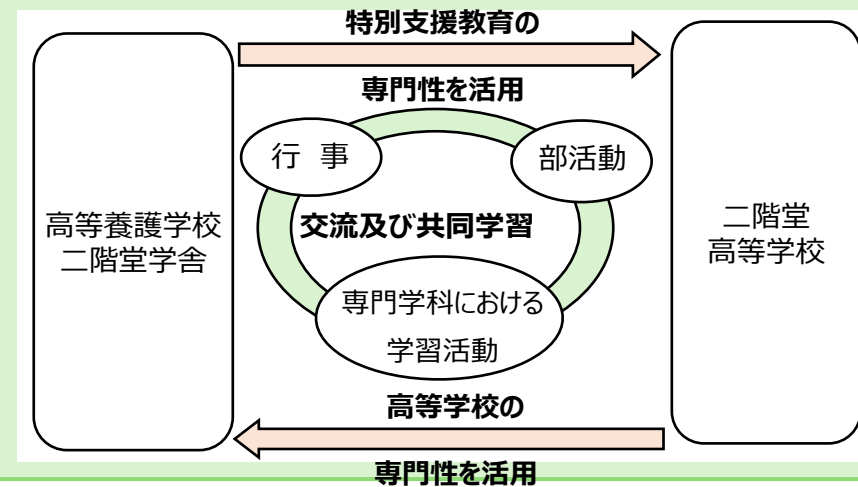 特別支援教育の
専門性を活用
行 事
部活動
高等養護学校
二階堂学舎
交流及び共同学習
二階堂
高等学校
専門学科における
学習活動
高等学校の
専門性を活用